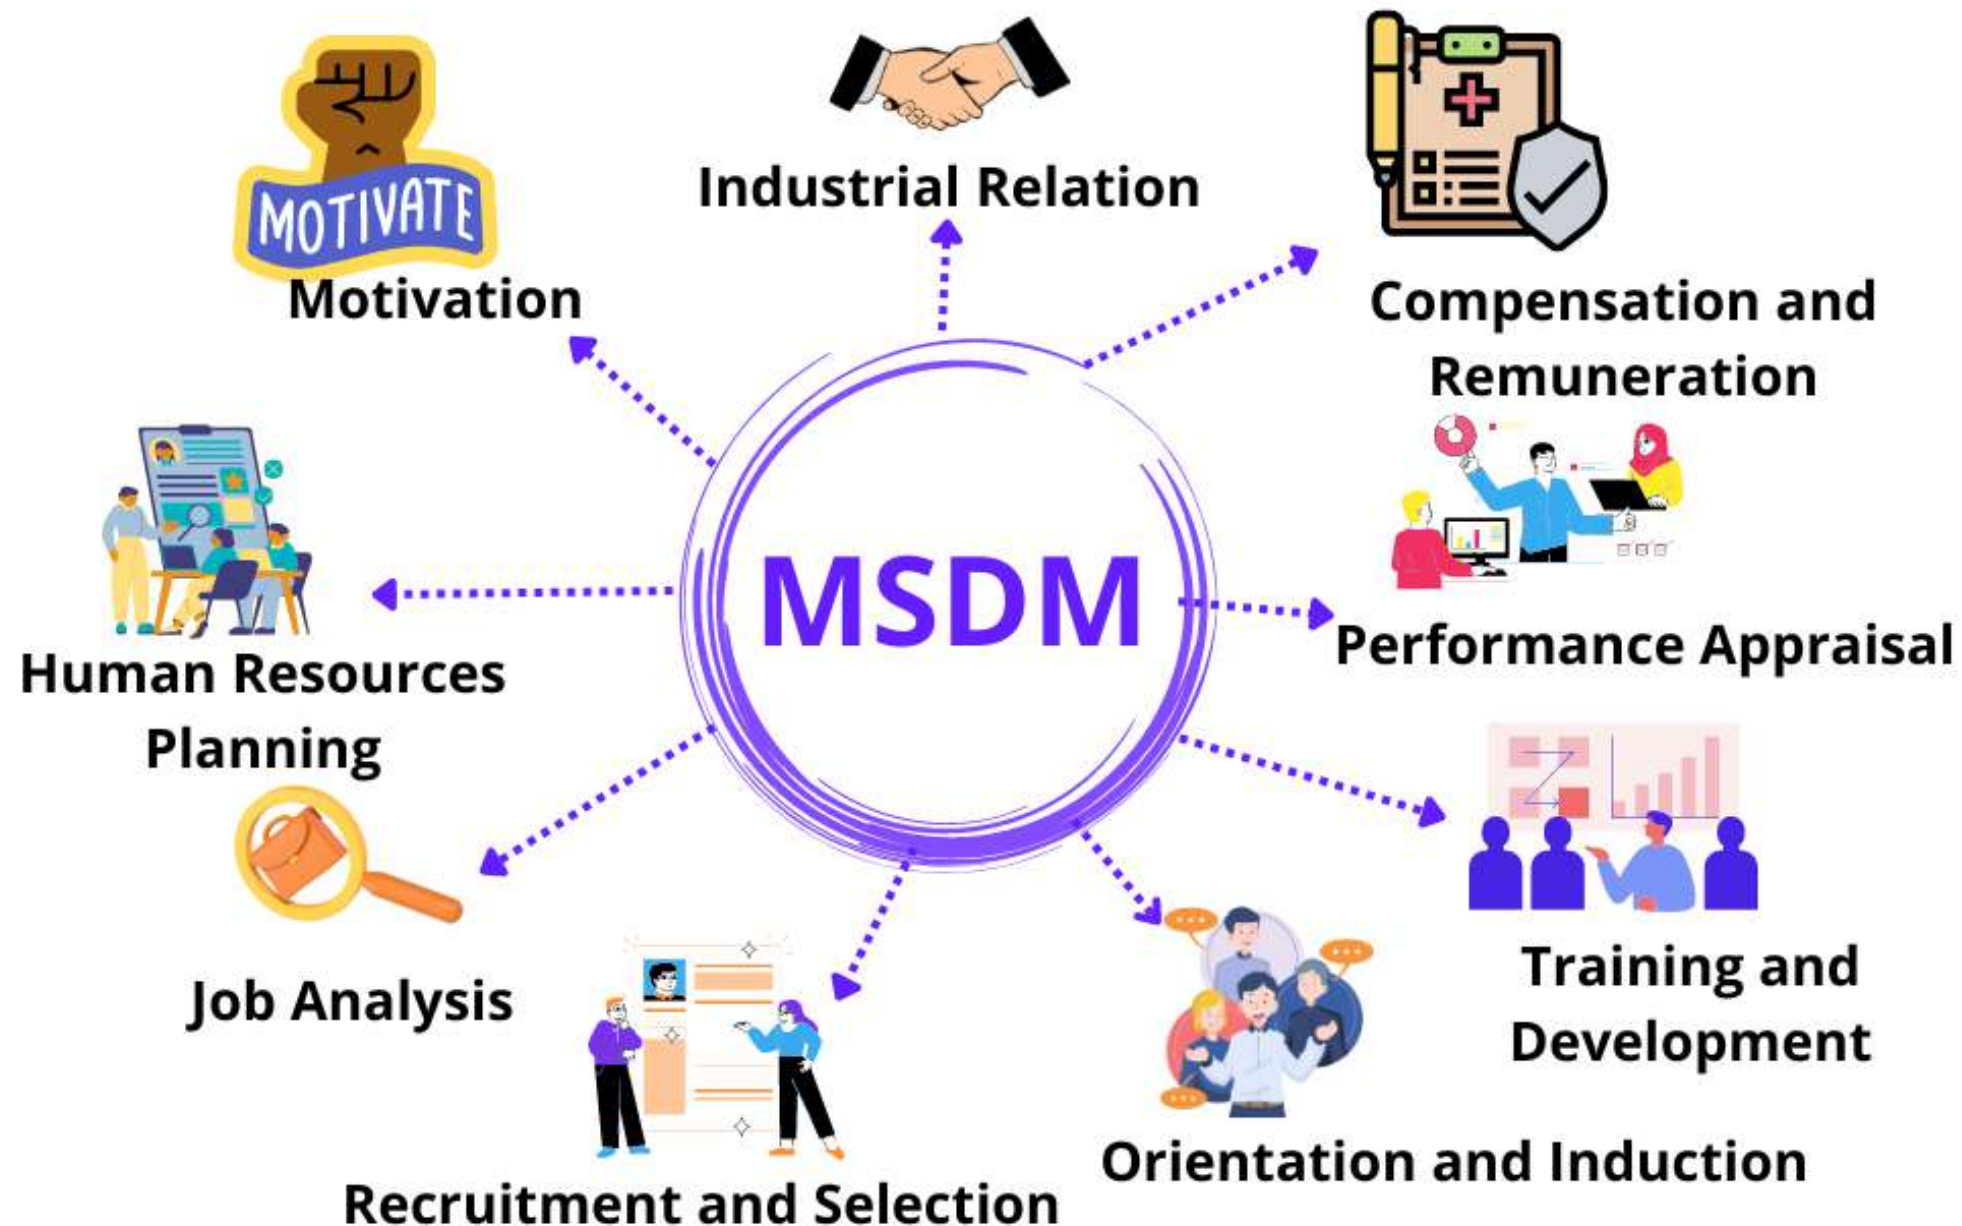 MOTIVATE
Motivation
Industrial Relation
Compensation and
Remuneration
Human Resources
Planning
MSDM
Performance Appraisal
Job Analysis
Training and
Development
Recruitment and Selection
Orientation and Induction